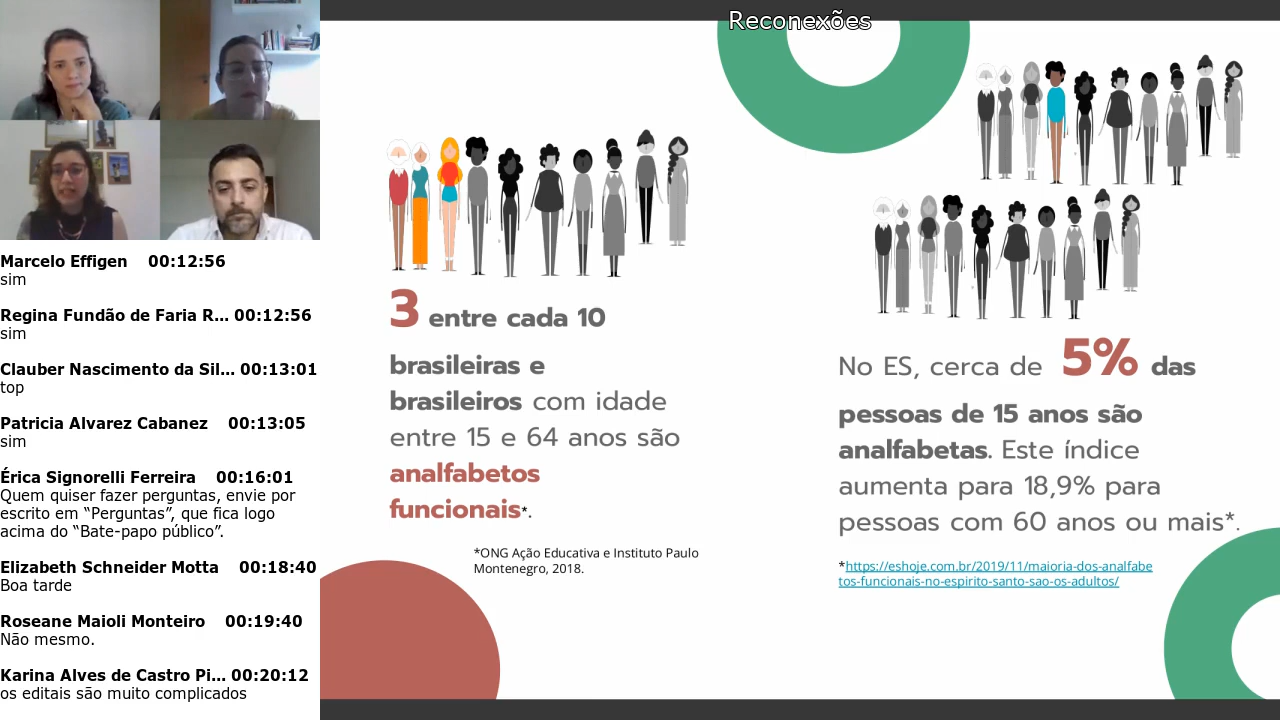 Reconexões
Marcelo Effigen 00:12:56
sim
Regina Fundão de Faria R... 00:12:56
sim
Clauber Nascimento da Sil... 00:13:01
top
Patricia Alvarez Cabanez 00:13:05
sim
Érica Signorelli Ferreira 00:16:01
Quem quiser fazer perguntas, envie por
escrito em “Perguntas”, que fica logo
acima do “Bate-papo público”.
Elizabeth Schneider Motta 00:18:40
Boa tarde
Roseane Maioli Monteiro 00:19:40
Não mesmo.
Karina Alves de Castro Pi... 00:20:12
os editais são muito complicados
3 entre cada 10
brasileiras e
brasileiros com idade
entre 15 e 64 anos são
analfabetos
funcionais*.
*ONG Ação Educativa e Instituto Paulo
Montenegro, 2018.
No ES, cerca de 5% das
pessoas de 15 anos são
analfabetas. Este índice
aumenta para 18,9% para
pessoas com 60 anos ou mais*.
*https://eshoje.com.br/2019/11/maioria-dos-analfabe
tos-funcionais-no-espirito-santo-sao-os-adultos/